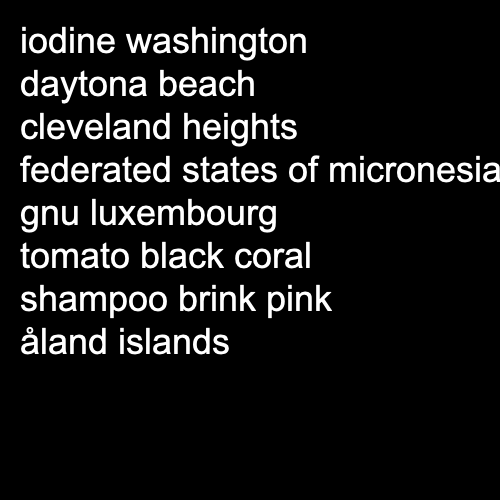 iodine washington
daytona beach
cleveland heights
federated states of micronesia
gnu luxembourg
tomato black coral
shampoo brink pink
åland islands